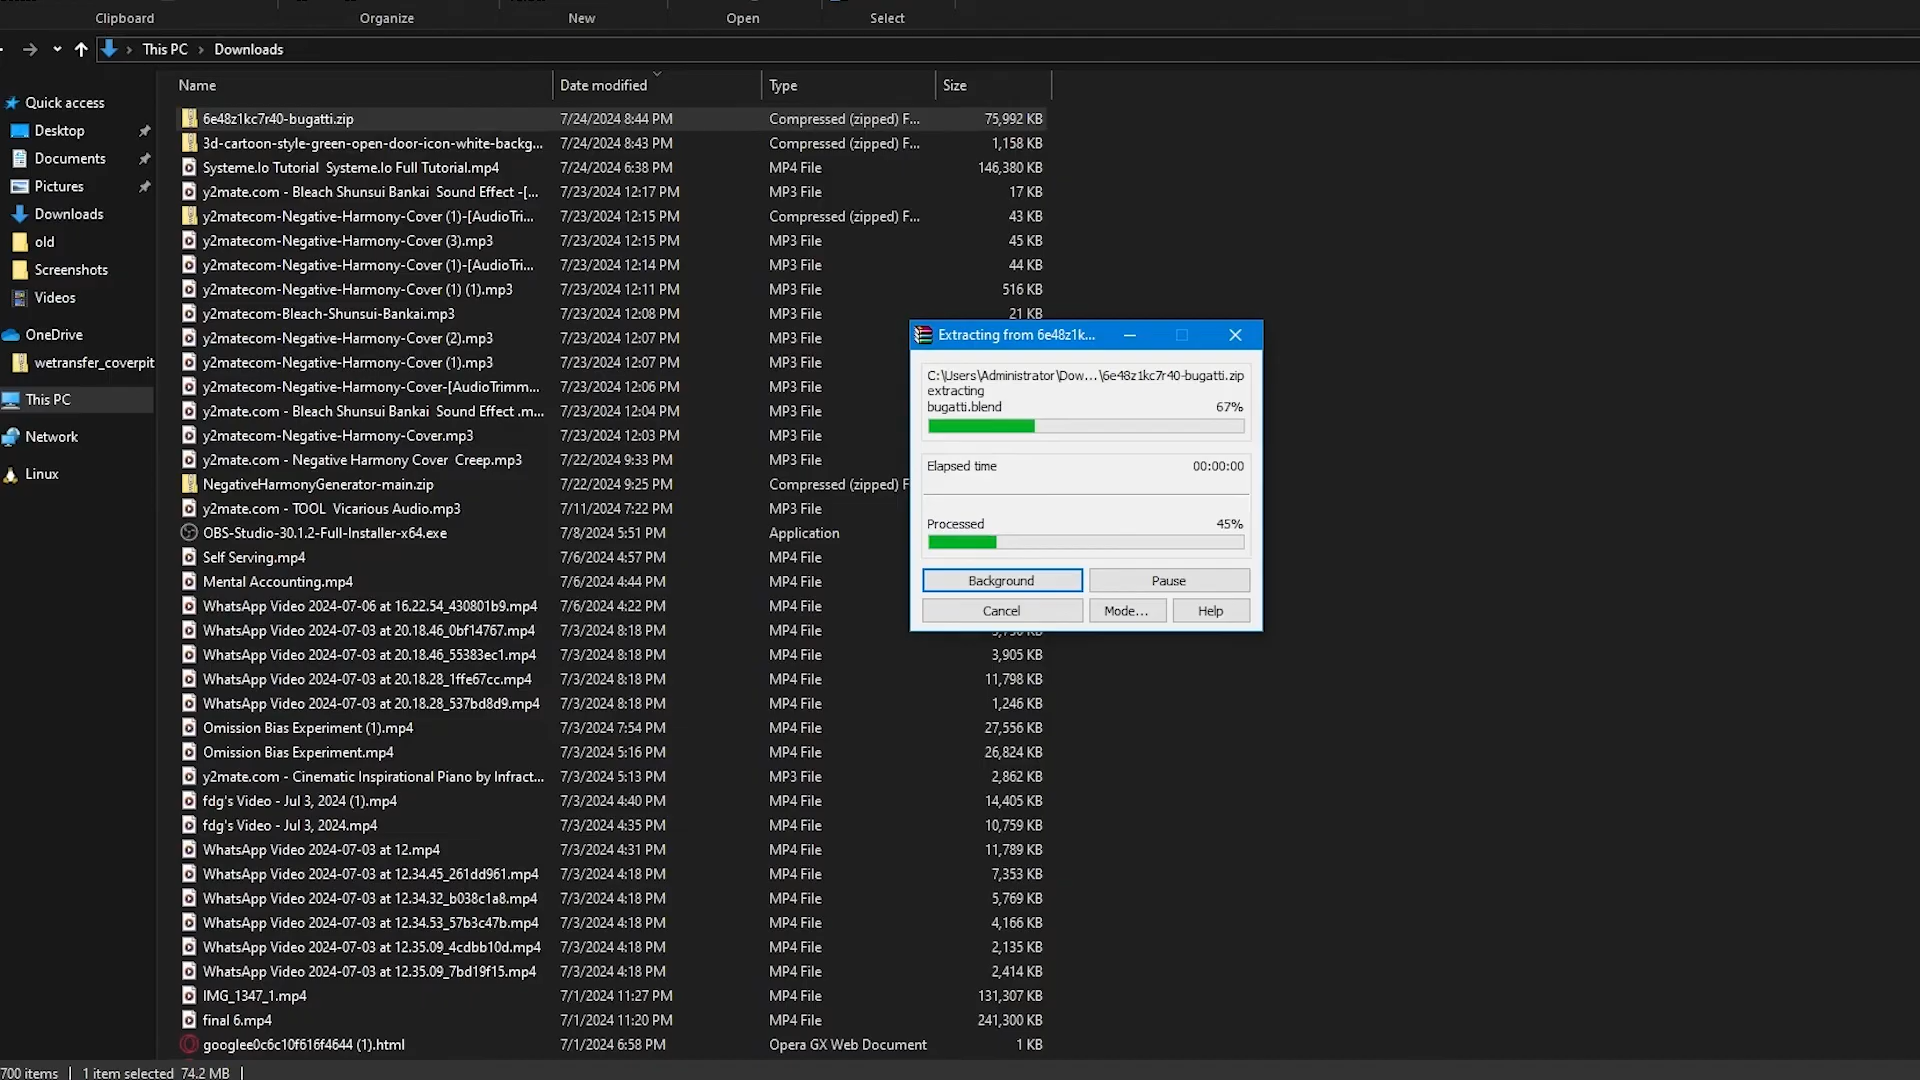 Clipboard
Organize
New
Open
Select
This PC
Downloads
Name
Date modified
Type
Size
Quick access
Desktop
Documents
Pictures
Downloads
old
Screenshots
Videos
OneDrive
wetransfer_coverpit
This PC
Network
Linux
6e48z1kc7r40-bugatti.zip 7/24/2024 8:44 PM Compressed (zipped) F... 75,992 KB
3d-cartoon-style-green-open-door-icon-white-backg... 7/24/2024 8:43 PM Compressed (zipped) F... 1,158 KB
Systeme.Io Tutorial Systeme.Io Full Tutorial.mp4 7/24/2024 6:38 PM MP4 File 146,380 KB
y2mate.com - Bleach Shunsui Bankai Sound Effect -[... 7/23/2024 12:17 PM MP3 File 17 KB
y2matecom-Negative-Harmony-Cover (1)-[AudioTri... 7/23/2024 12:15 PM Compressed (zipped) F... 43 KB
y2matecom-Negative-Harmony-Cover (3).mp3 7/23/2024 12:15 PM MP3 File 45 KB
y2matecom-Negative-Harmony-Cover (1)-[AudioTri... 7/23/2024 12:14 PM MP3 File 44 KB
y2matecom-Negative-Harmony-Cover (1) (1).mp3 7/23/2024 12:11 PM MP3 File 516 KB
y2matecom-Bleach-Shunsui-Bankai.mp3 7/23/2024 12:08 PM MP3 File 21 KB
y2matecom-Negative-Harmony-Cover (2).mp3 7/23/2024 12:07 PM MP3 File
y2matecom-Negative-Harmony-Cover (1).mp3 7/23/2024 12:07 PM MP3 File
y2matecom-Negative-Harmony-Cover-[AudioTrimm... 7/23/2024 12:06 PM MP3 File
y2mate.com - Bleach Shunsui Bankai Sound Effect .m... 7/23/2024 12:04 PM MP3 File
y2matecom-Negative-Harmony-Cover.mp3 7/23/2024 12:03 PM MP3 File
y2mate.com - Negative Harmony Cover Creep.mp3 7/22/2024 9:33 PM MP3 File
NegativeHarmonyGenerator-main.zip 7/22/2024 9:25 PM Compressed (zipped) F
y2mate.com - TOOL Vicarious Audio.mp3 7/11/2024 7:22 PM MP3 File
OBS-Studio-30.1.2-Full-Installer-x64.exe 7/8/2024 5:51 PM Application
Self Serving.mp4 7/6/2024 4:57 PM MP4 File
Mental Accounting.mp4 7/6/2024 4:44 PM MP4 File
WhatsApp Video 2024-07-06 at 16.22.54_430801b9.mp4 7/6/2024 4:22 PM MP4 File
WhatsApp Video 2024-07-03 at 20.18.46_0bf14767.mp4 7/3/2024 8:18 PM MP4 File
WhatsApp Video 2024-07-03 at 20.18.46_55383ec1.mp4 7/3/2024 8:18 PM MP4 File 3,905 KB
WhatsApp Video 2024-07-03 at 20.18.28_1ffe67cc.mp4 7/3/2024 8:18 PM MP4 File 11,798 KB
WhatsApp Video 2024-07-03 at 20.18.28_537bd8d9.mp4 7/3/2024 8:18 PM MP4 File 1,246 KB
Omission Bias Experiment (1).mp4 7/3/2024 7:54 PM MP4 File 27,556 KB
Omission Bias Experiment.mp4 7/3/2024 5:16 PM MP4 File 26,824 KB
y2mate.com - Cinematic Inspirational Piano by Infract... 7/3/2024 5:13 PM MP3 File 2,862 KB
fdg's Video - Jul 3, 2024 (1).mp4 7/3/2024 4:40 PM MP4 File 14,405 KB
fdg's Video - Jul 3, 2024.mp4 7/3/2024 4:35 PM MP4 File 10,759 KB
WhatsApp Video 2024-07-03 at 12.mp4 7/3/2024 4:31 PM MP4 File 11,789 KB
WhatsApp Video 2024-07-03 at 12.34.45_261dd961.mp4 7/3/2024 4:18 PM MP4 File 7,353 KB
WhatsApp Video 2024-07-03 at 12.34.32_b038c1a8.mp4 7/3/2024 4:18 PM MP4 File 5,769 KB
WhatsApp Video 2024-07-03 at 12.34.53_57b3c47b.mp4 7/3/2024 4:18 PM MP4 File 4,166 KB
WhatsApp Video 2024-07-03 at 12.35.09_4cdbb10d.mp4 7/3/2024 4:18 PM MP4 File 2,135 KB
WhatsApp Video 2024-07-03 at 12.35.09_7bd19f15.mp4 7/3/2024 4:18 PM MP4 File 2,414 KB
IMG_1347_1.mp4 7/1/2024 11:27 PM MP4 File 131,307 KB
final 6.mp4 7/1/2024 11:20 PM MP4 File 241,300 KB
googlee0c6c10f616f4644 (1).html 7/1/2024 6:58 PM Opera GX Web Document 1 KB
Extracting from 6e48z1k...
C:\Users\Administrator\Dow...\6e48z1kc7r40-bugatti.zip
extracting
bugatti.blend 67%
Elapsed time 00:00:00
Processed 45%
Background
Pause
Cancel
Mode...
Help
700 items
1 item selected 74.2 MB